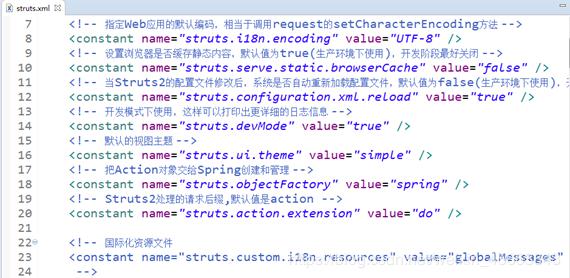 struts.xml
7 <!-- 指定Web应用的默认编码，相当于调用request的setCharacterEncoding方法 -->
8 <constant name="struts.i18n.encoding" value="UTF-8" />
9 <!-- 设置浏览器是否缓存静态内容，默认值为true(生产环境下使用)，开发阶段最好关闭 -->
10 <constant name="struts.serve.static.browserCache" value="false" />
11 <!-- 当Struts2的配置文件修改后，系统是否自动重新加载配置文件，默认值为false(生产环境下使用)，
12 <constant name="struts.configuration.xml.reload" value="true" />
13 <!-- 开发模式下使用，这样可以打印出更详细的日志信息 -->
14 <constant name="struts.devMode" value="true" />
15 <!-- 默认的视图主题 -->
16 <constant name="struts.ui.theme" value="simple" />
17 <!-- 把Action对象交给Spring创建和管理 -->
18 <constant name="struts.objectFactory" value="spring" />
19 <!-- Struts2处理的请求后缀,默认值是action -->
20 <constant name="struts.action.extension" value="do" />
21
22 <!-- 国际化资源文件
23 <constant name="struts.custom.i18n.resources" value="globalMessages"
24 -->